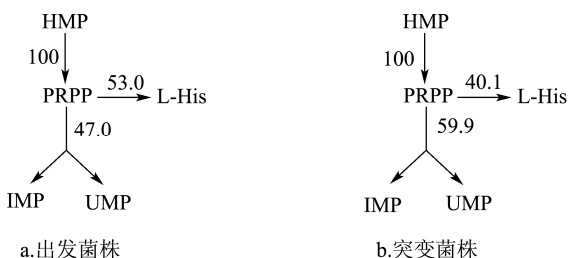 HMP
100
PRPP 53.0 L-His
47.0
IMP UMP
a.出发菌株
HMP
100
PRPP 40.1 L-His
59.9
IMP UMP
b.突变菌株